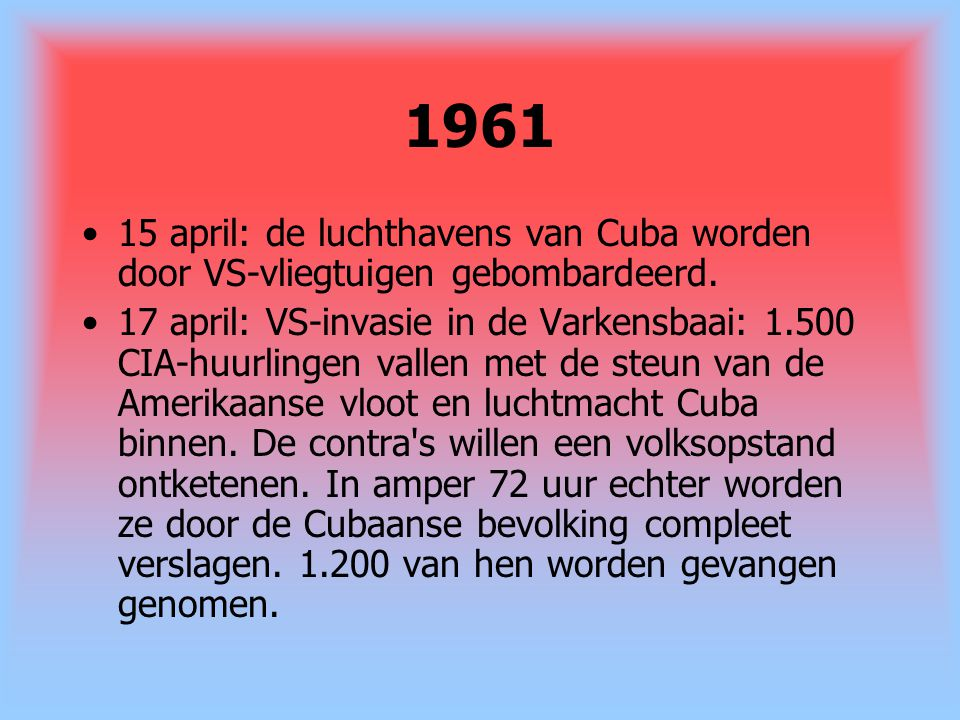 1961
• 15 april: de luchthavens van Cuba worden
door VS-vliegtuigen gebombardeerd.
• 17 april: VS-invasie in de Varkensbaai: 1.500
CIA-huurlingen vallen met de steun van de
Amerikaanse vloot en luchtmacht Cuba
binnen. De contra's willen een volksopstand
ontketenen. In amper 72 uur echter worden
ze door de Cubaanse bevolking compleet
verslagen. 1.200 van hen worden gevangen
genomen.